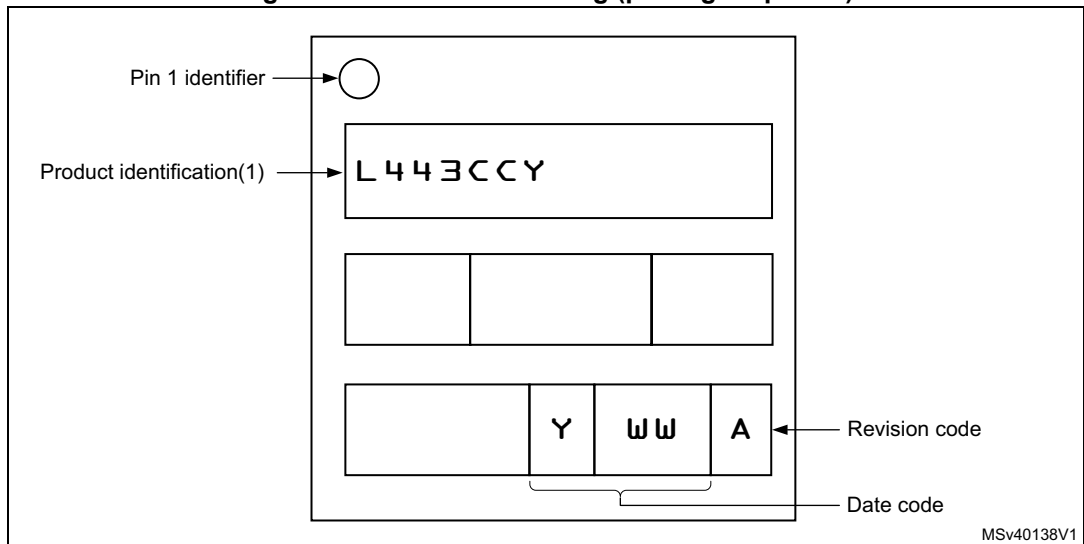 Pin 1 identifier
Product identification(1)
L443CCY
Y WW A
Revision code
Date code
MSv40138V1